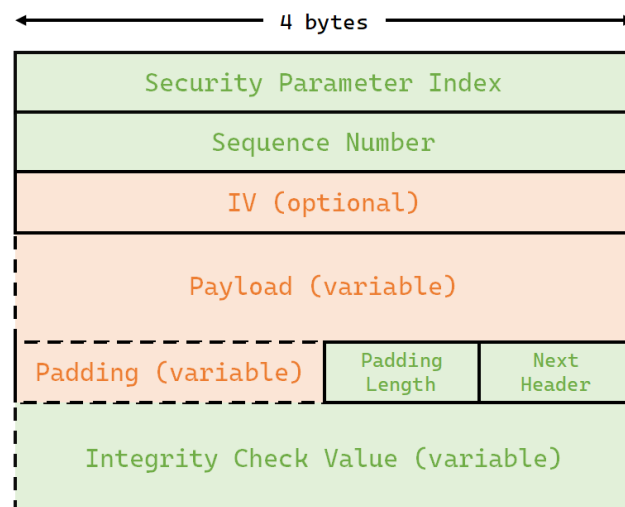 4 bytes
Security Parameter Index
Sequence Number
IV (optional)
Payload (variable)
Padding (variable)
Padding
Length
Next
Header
Integrity Check Value (variable)